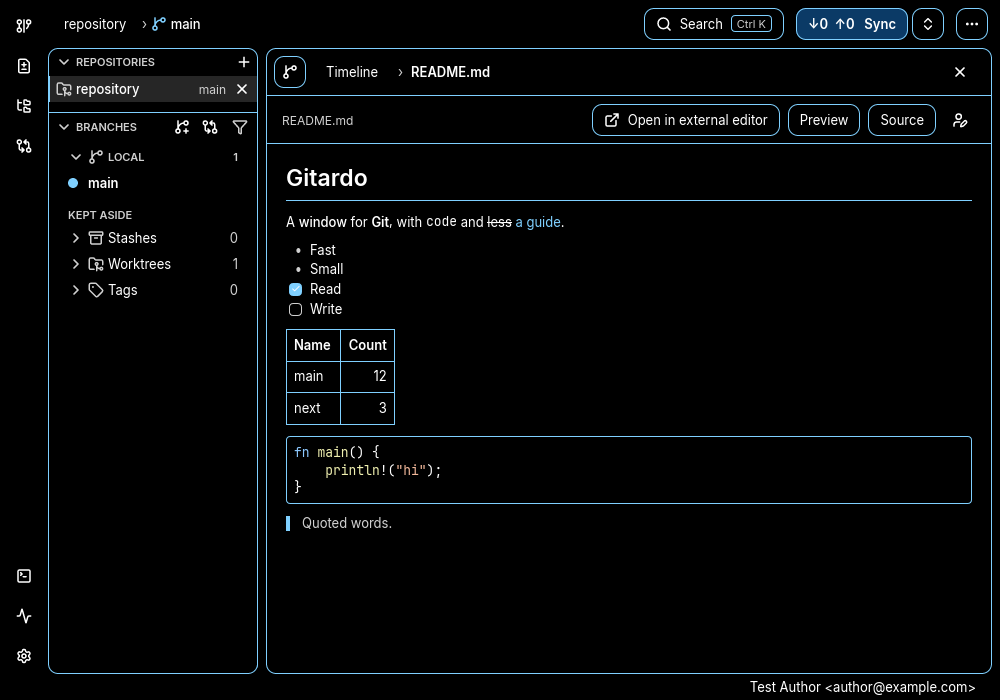 repository › main
Search Ctrl K
↓0 ↑0 Sync
REPOSITORIES
repository main
BRANCHES
LOCAL 1
main
KEPT ASIDE
Stashes 0
Worktrees 1
Tags 0
Timeline › README.md
README.md
Open in external editor
Preview
Source
Gitardo
A window for Git, with code and less a guide.
• Fast
• Small
Read
Write
Name Count
main 12
next 3
fn main() {
    println!("hi");
}
Quoted words.
Test Author <author@example.com>